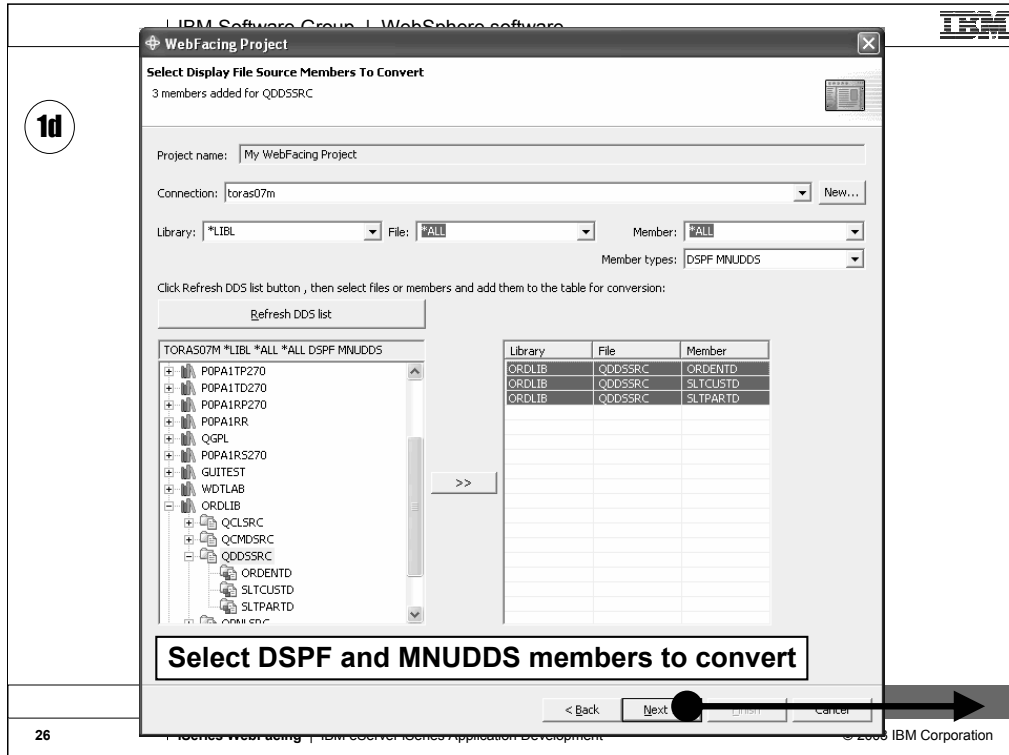 IBM Software Group | WebSphere software
IBM
WebFacing Project
Select Display File Source Members To Convert
3 members added for QDDSSRC
1d
Project name: My WebFacing Project
Connection: toras07m New...
Library: *LIBL File: *ALL Member: *ALL
Member types: DSPF MNUDDS
Click Refresh DDS list button , then select files or members and add them to the table for conversion:
Refresh DDS list
TORAS07M *LIBL *ALL *ALL DSPF MNUDDS
P0PA1TP270
P0PA1TD270
P0PA1RP270
P0PA1RR
QGPL
P0PA1RS270
GUITEST
WDTLAB
ORDLIB
QCLSRC
QCMDSRC
QDDSSRC
ORDENTD
SLTCUSTD
SLTPARTD
>>
Library File Member
ORDLIB QDDSSRC ORDENTD
ORDLIB QDDSSRC SLTCUSTD
ORDLIB QDDSSRC SLTPARTD
Select DSPF and MNUDDS members to convert
< Back Next Finish Cancel
26 iSeries WebFacing | IBM eServer iSeries Application Development © 2003 IBM Corporation